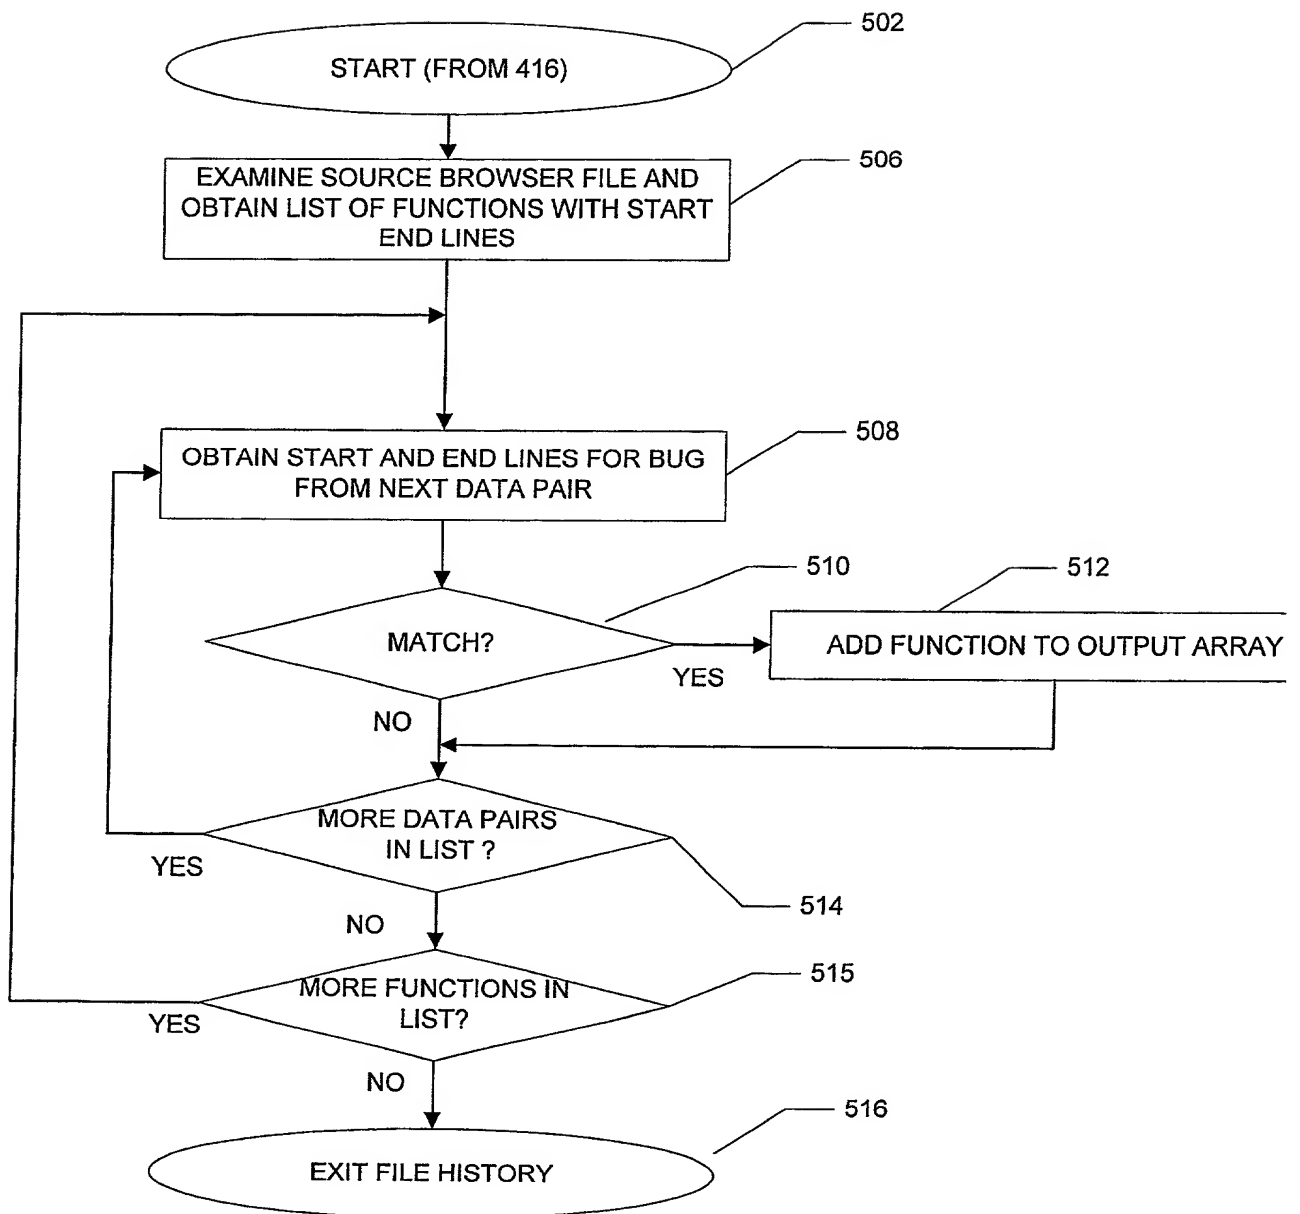 502
START (FROM 416)
506
EXAMINE SOURCE BROWSER FILE AND
OBTAIN LIST OF FUNCTIONS WITH START
END LINES
508
OBTAIN START AND END LINES FOR BUG
FROM NEXT DATA PAIR
510
512
MATCH?
ADD FUNCTION TO OUTPUT ARRAY
YES
NO
MORE DATA PAIRS
IN LIST ?
YES
514
NO
515
MORE FUNCTIONS IN
LIST?
YES
NO
516
EXIT FILE HISTORY